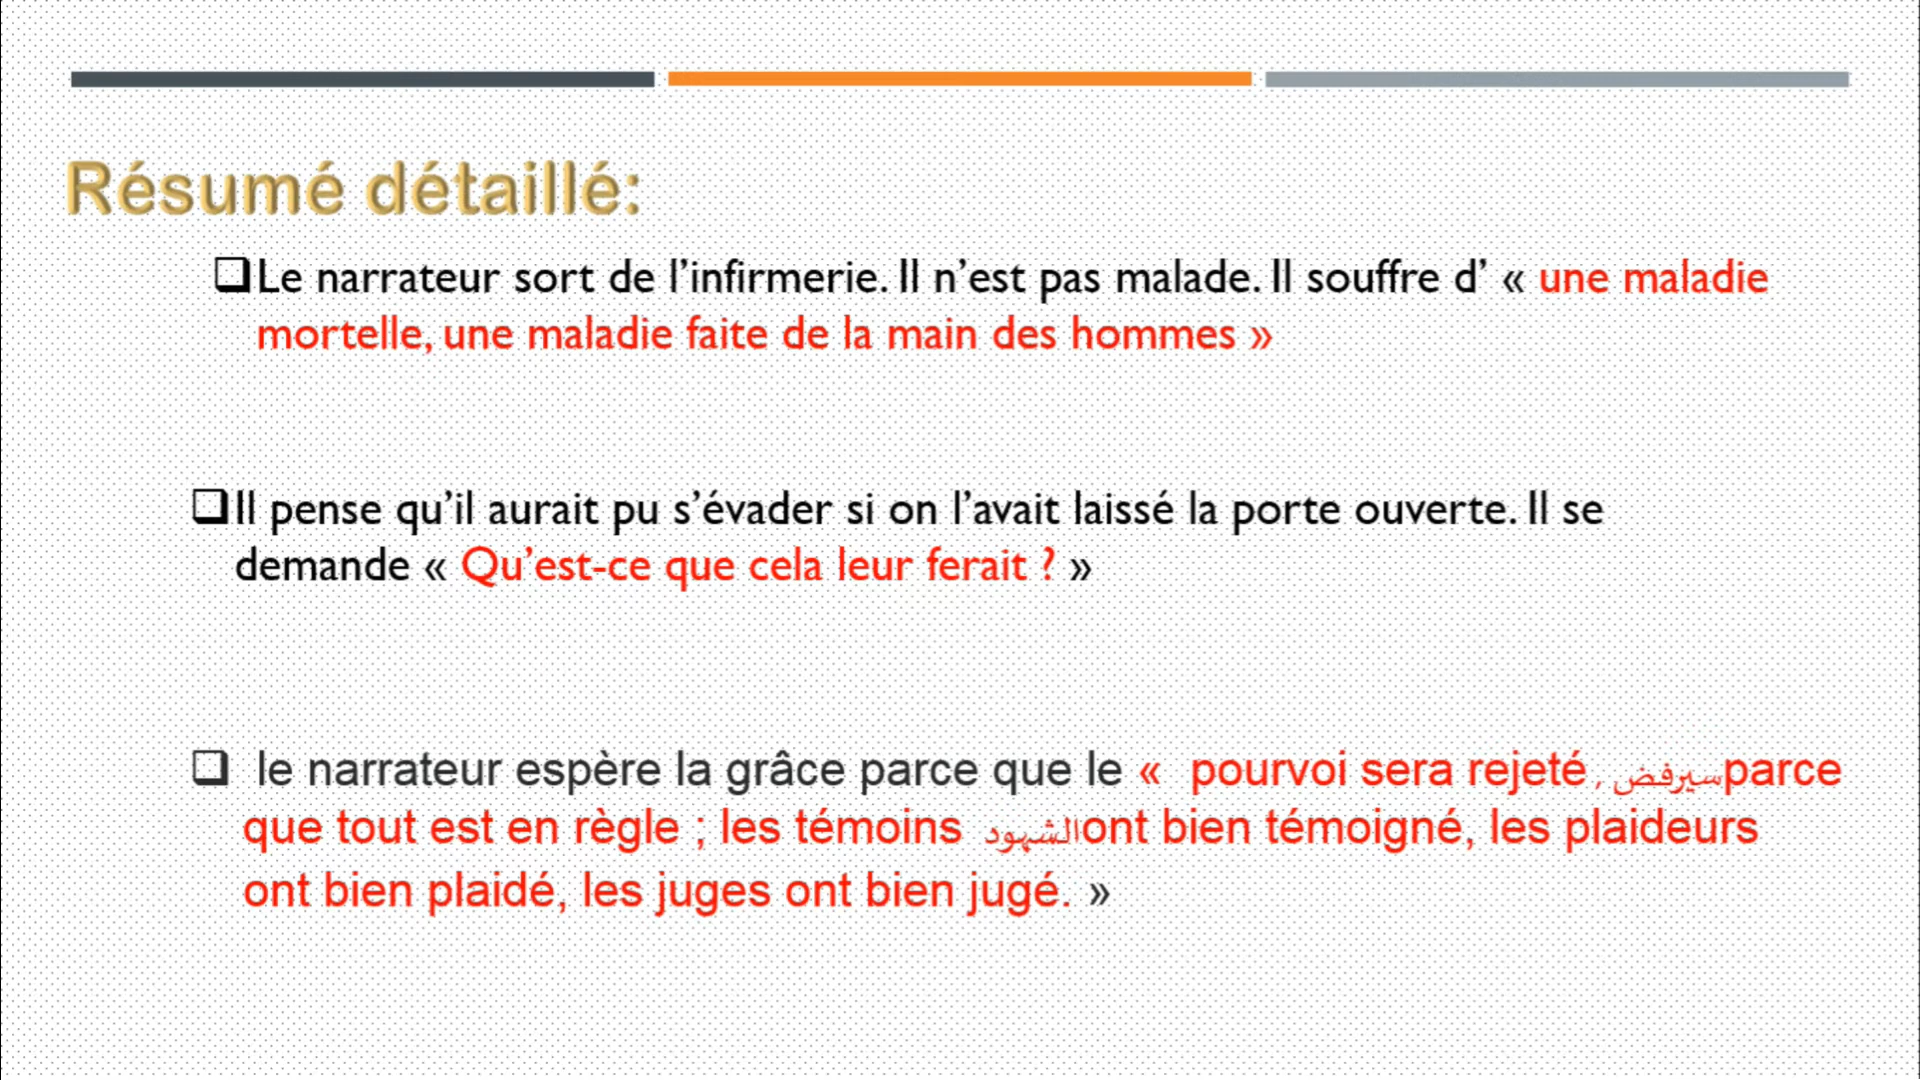 Résumé détaillé:
❑Le narrateur sort de l’infirmerie. Il n’est pas malade. Il souffre d’ « une maladie
mortelle, une maladie faite de la main des hommes »
❑Il pense qu’il aurait pu s’évader si on l’avait laissé la porte ouverte. Il se
demande « Qu’est-ce que cela leur ferait ? »
❑ le narrateur espère la grâce parce que le « pourvoi sera rejeté, سيرفض parce
que tout est en règle ; les témoins الشهود ont bien témoigné, les plaideurs
ont bien plaidé, les juges ont bien jugé. »